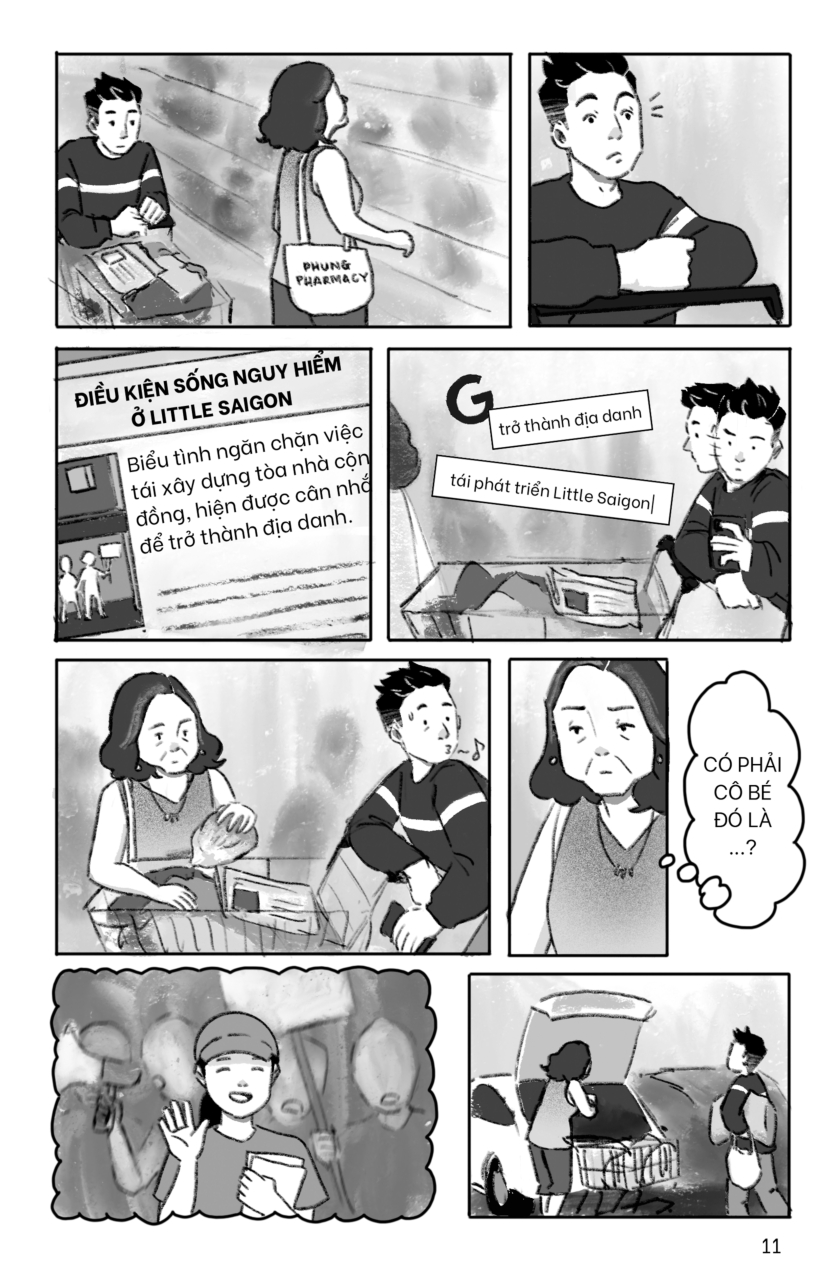 PHUNG
PHARMACY
ĐIỀU KIỆN SỐNG NGUY HIỂM
Ở LITTLE SAIGON
Biểu tình ngăn chặn việc
tái xây dựng tòa nhà cộn
đồng, hiện được cân nhắ
để trở thành địa danh.
G
trở thành địa danh
tái phát triển Little Saigon|
CÓ PHẢI
CÔ BÉ
ĐÓ LÀ
...?
11